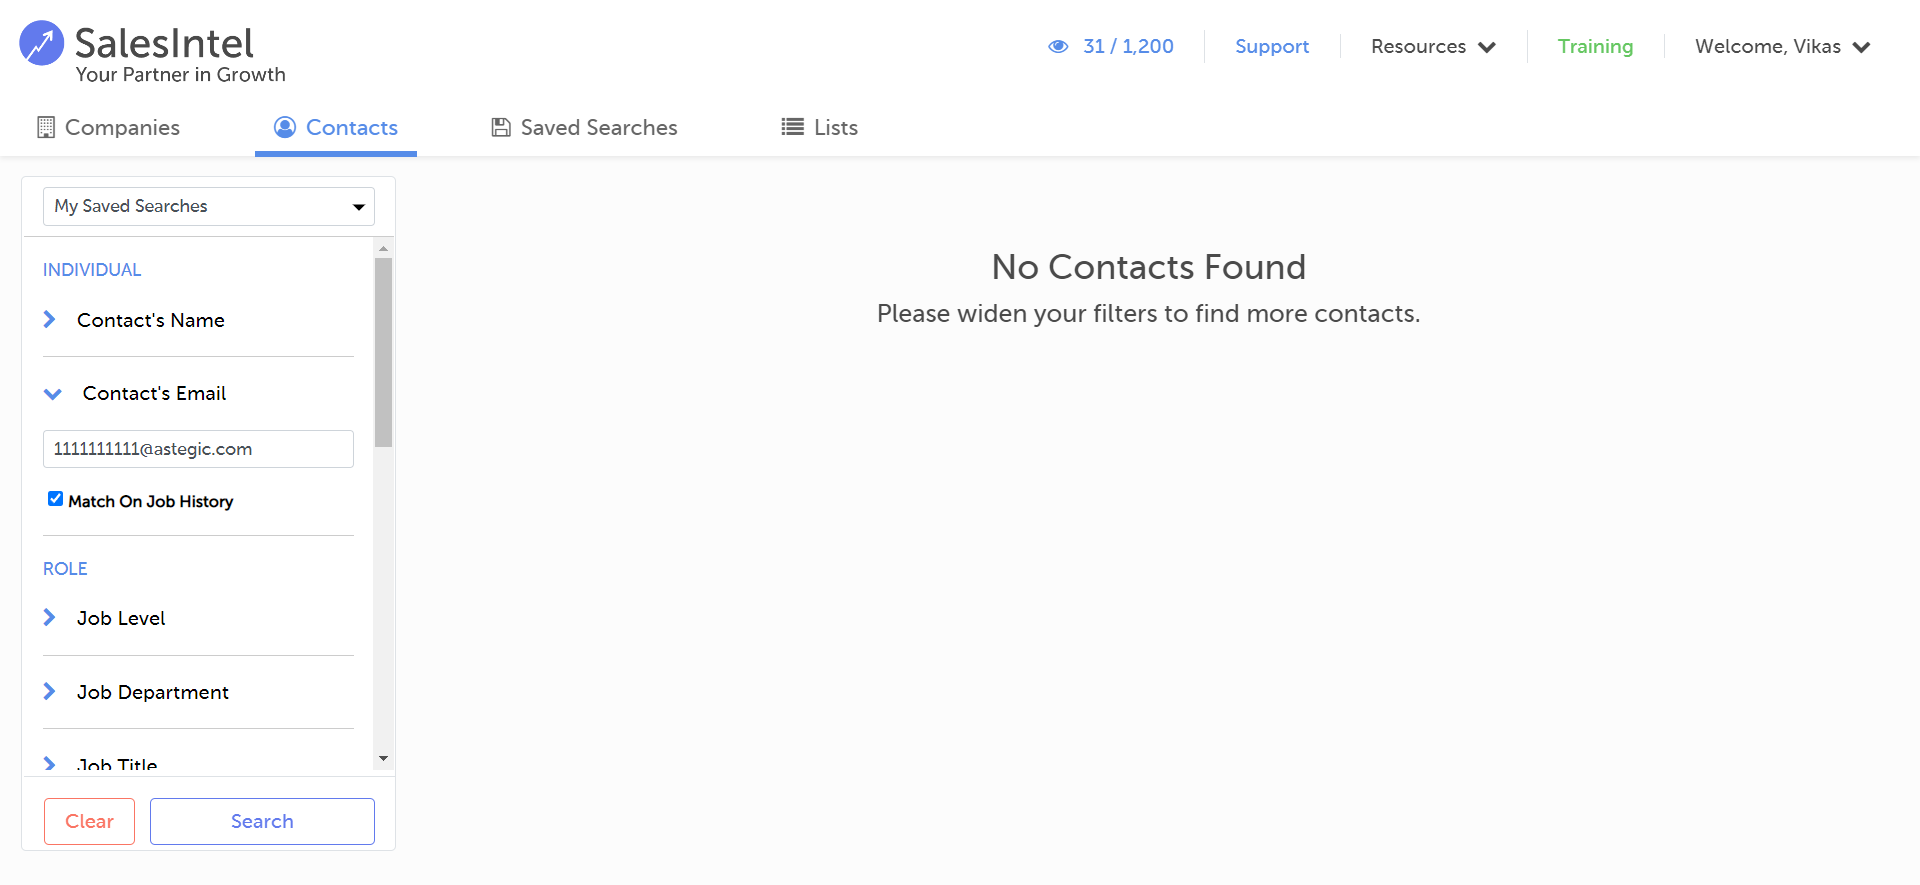 SalesIntel
Your Partner in Growth
31 / 1,200
Support
Resources
Training
Welcome, Vikas
Companies
Contacts
Saved Searches
Lists
My Saved Searches
INDIVIDUAL
Contact's Name
Contact's Email
1111111111@astegic.com
Match On Job History
ROLE
Job Level
Job Department
Job Title
Clear
Search
No Contacts Found
Please widen your filters to find more contacts.